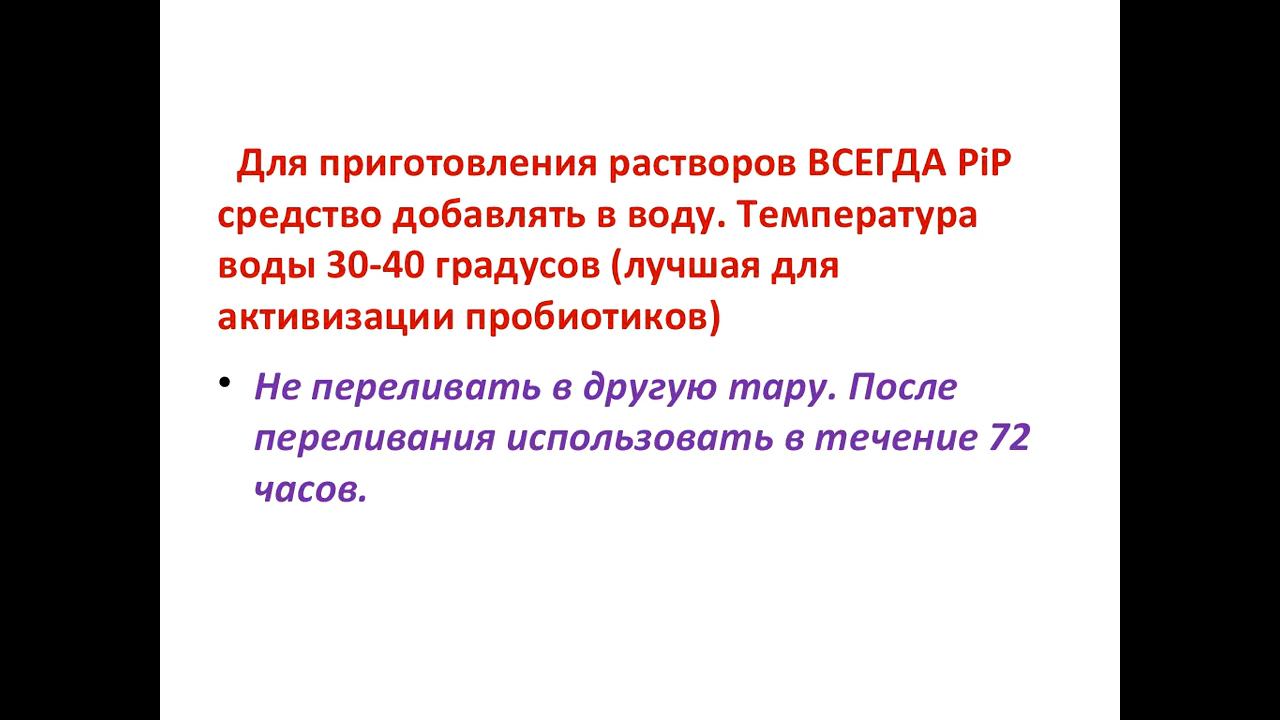 Для приготовления растворов ВСЕГДА PiP
средство добавлять в воду. Температура
воды 30-40 градусов (лучшая для
активизации пробиотиков)
• Не переливать в другую тару. После
переливания использовать в течение 72
часов.